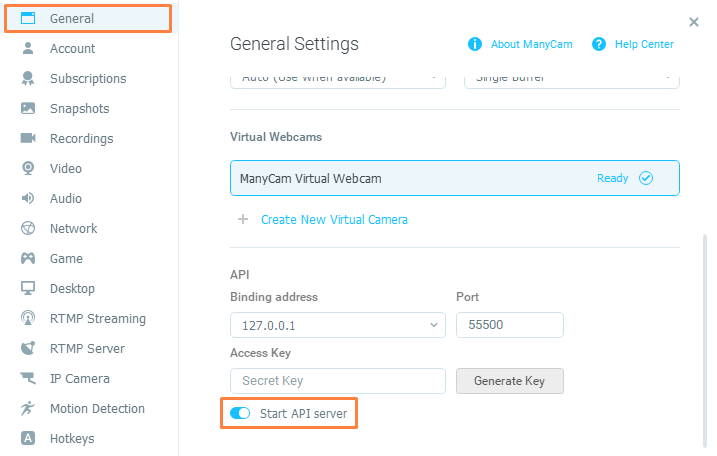 General
Account
Subscriptions
Snapshots
Recordings
Video
Audio
Network
Game
Desktop
RTMP Streaming
RTMP Server
IP Camera
Motion Detection
Hotkeys
General Settings
About ManyCam
Help Center
Auto (Use when available)
Single Buffer
Virtual Webcams
ManyCam Virtual Webcam
Ready
Create New Virtual Camera
API
Binding address
Port
127.0.0.1
55500
Access Key
Secret Key
Generate Key
Start API server